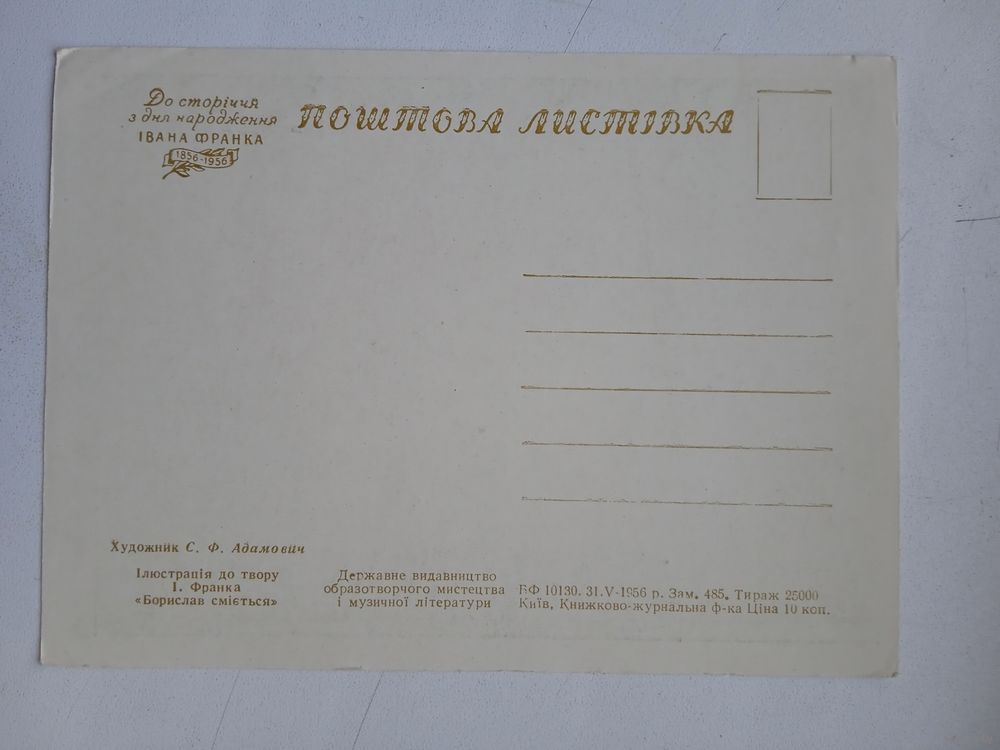 До сторіччя
з дня народження
ІВАНА ФРАНКА
1856-1956
ПОШТОВА ЛИСТІВКА
Художник С. Ф. Адамович
Ілюстрація до твору
І. Франка
«Борислав сміється»
Державне видавництво
образотворчого мистецтва
і музичної літератури
БФ 10130. 31.V-1956 р. Зам. 485. Тираж 25000
Київ, Книжково-журнальна ф-ка Ціна 10 коп.